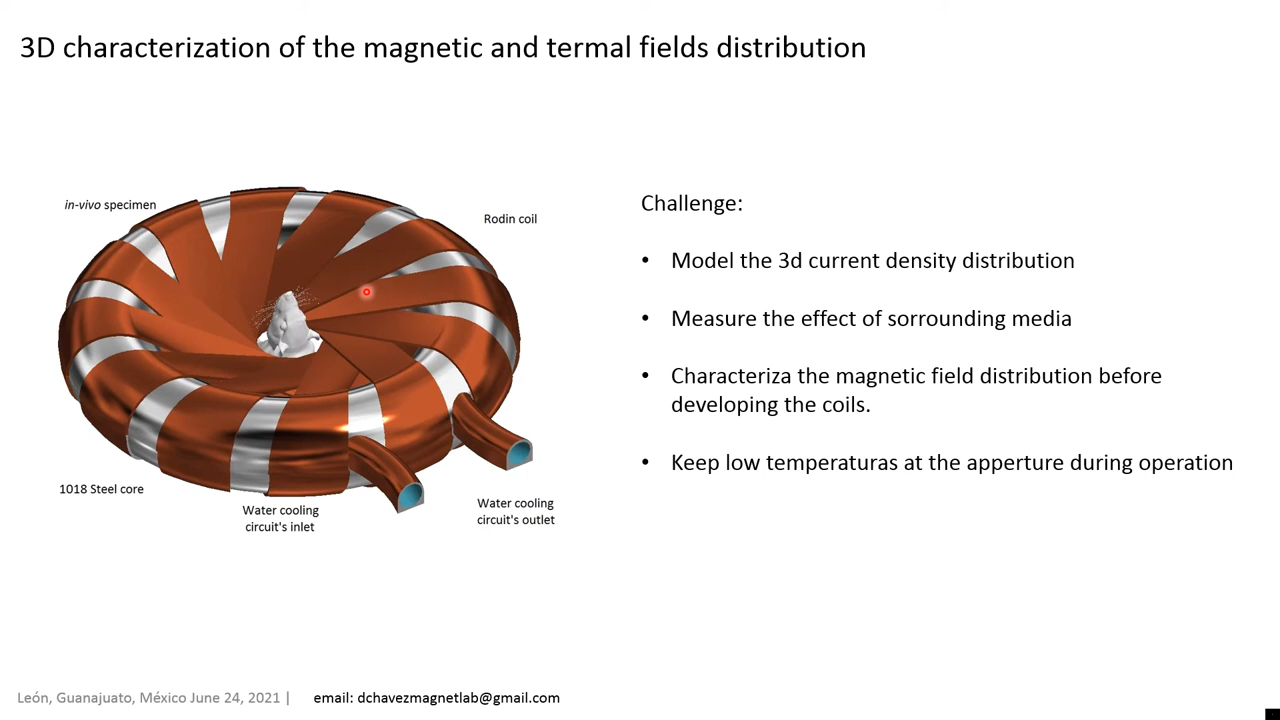 3D characterization of the magnetic and termal fields distribution
in-vivo specimen
Rodin coil
1018 Steel core
Water cooling
circuit's inlet
Water cooling
circuit's outlet
Challenge:
• Model the 3d current density distribution
• Measure the effect of sorrounding media
• Characteriza the magnetic field distribution before
developing the coils.
• Keep low temperaturas at the apperture during operation
León, Guanajuato, México June 24, 2021 | email: dchavezmagnetlab@gmail.com